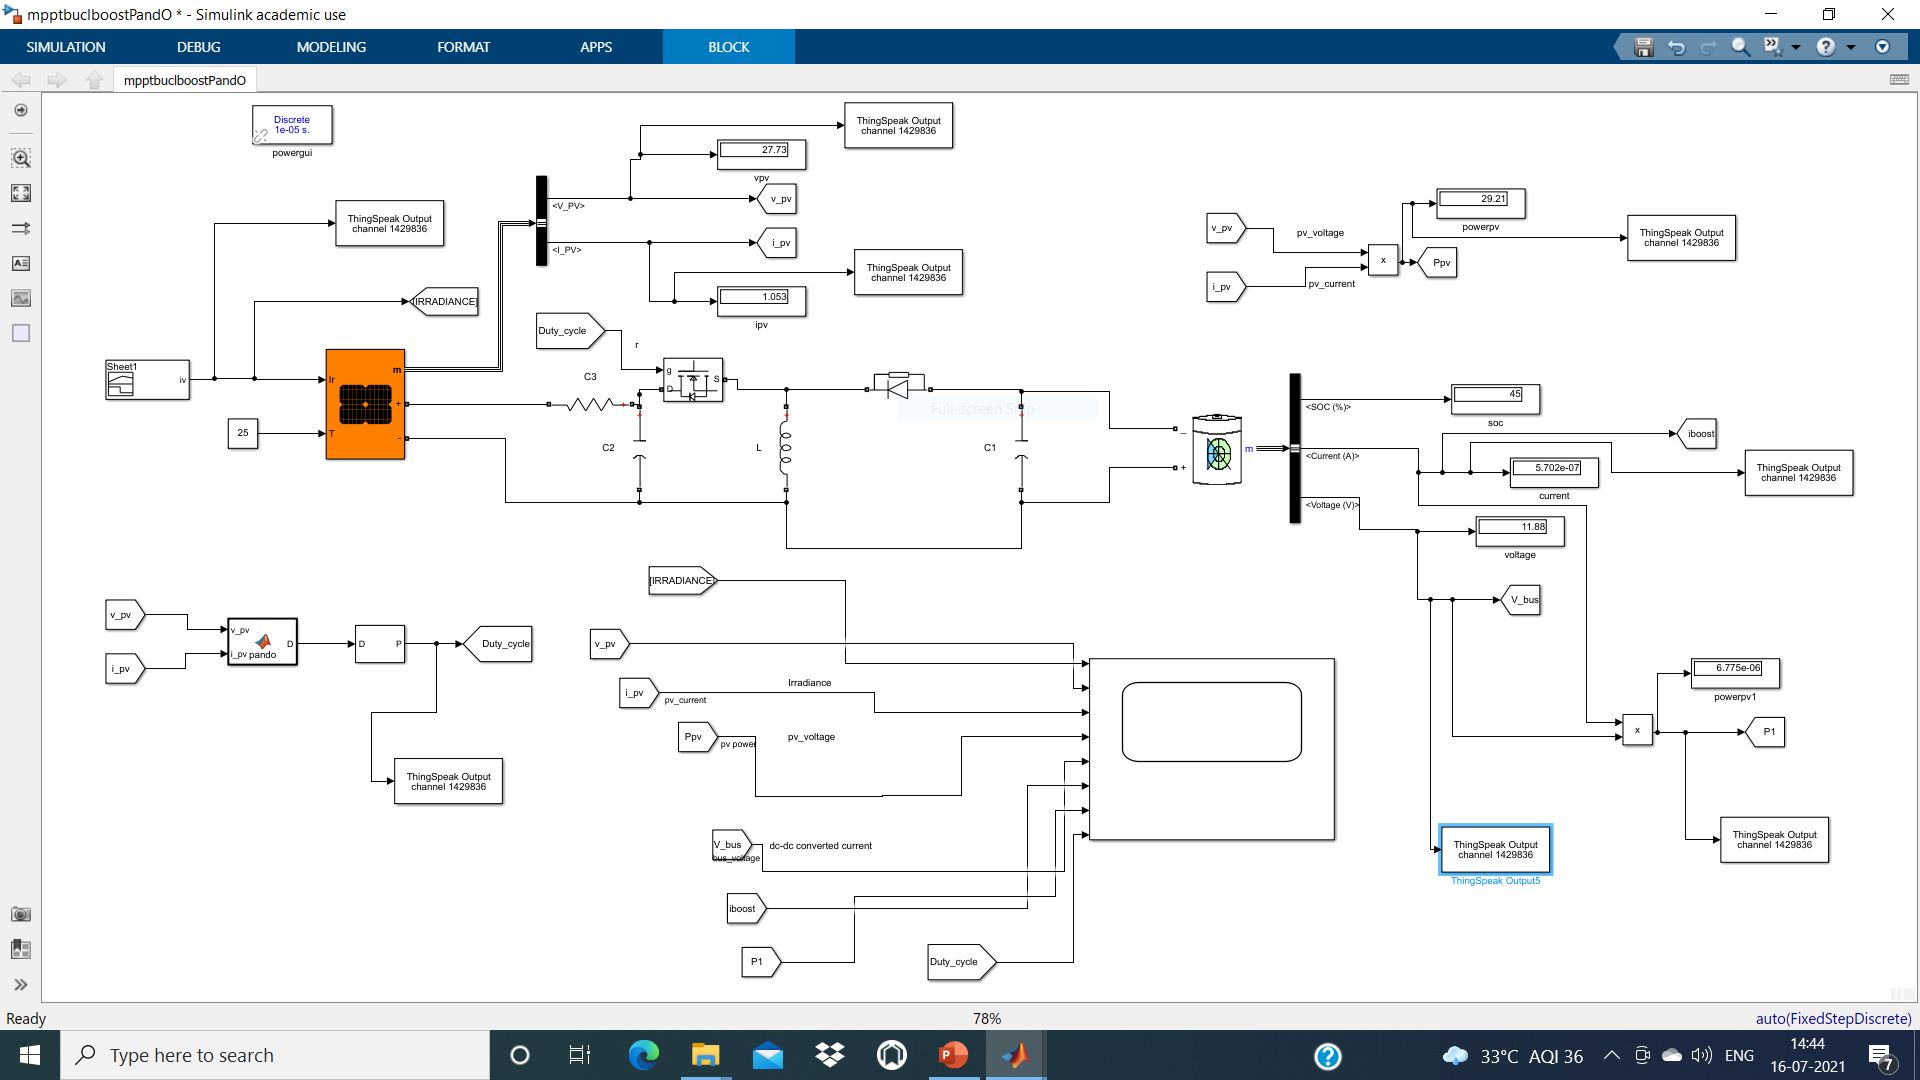 mpptbuclboostPandO * - Simulink academic use
SIMULATION
DEBUG
MODELING
FORMAT
APPS
BLOCK
mpptbuclboostPandO
Discrete
1e-05 s.
powergui
ThingSpeak Output
channel 1429836
27.73
vpv
<V_PV>
v_pv
<I_PV>
i_pv
ThingSpeak Output
channel 1429836
ThingSpeak Output
channel 1429836
1.053
ipv
v_pv
pv_voltage
i_pv
pv_current
x
29.21
powerpv
Ppv
ThingSpeak Output
channel 1429836
[IRRADIANCE]
Duty_cycle
r
Sheet1
iv
25
Ir
T
m
+
-
C3
C2
g
D
S
L
Full-screen Snip
C1
_
+
m
<SOC (%)>
<Current (A)>
<Voltage (V)>
45
soc
iboost
5.702e-07
current
ThingSpeak Output
channel 1429836
11.88
voltage
V_bus
6.775e-06
powerpv1
x
P1
ThingSpeak Output
channel 1429836
ThingSpeak Output
channel 1429836
ThingSpeak Output5
v_pv
i_pv
v_pv
i_pv pando
D
D
P
Duty_cycle
ThingSpeak Output
channel 1429836
[IRRADIANCE]
v_pv
i_pv
pv_current
Irradiance
Ppv
pv power
pv_voltage
V_bus
bus_voltage
dc-dc converted current
iboost
P1
Duty_cycle
Ready
78%
auto(FixedStepDiscrete)
Type here to search
33°C AQI 36
ENG
14:44
16-07-2021
7